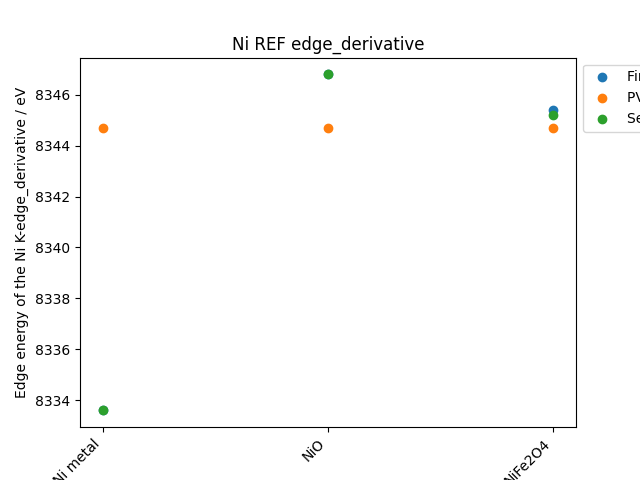 Ni REF edge_derivative
Edge energy of the Ni K-edge_derivative / eV
8346
8344
8342
8340
8338
8336
8334
Ni metal
NiO
NiFe2O4